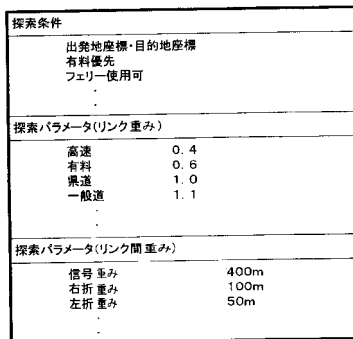 探索条件
出発地座標・目的地座標
有料優先
フェリー使用可
・
・
探索パラメータ(リンク重み)
高速 0.4
有料 0.6
県道 1.0
一般道 1.1
・
・
探索パラメータ(リンク間重み)
信号重み 400m
右折重み 100m
左折重み 50m
・
・